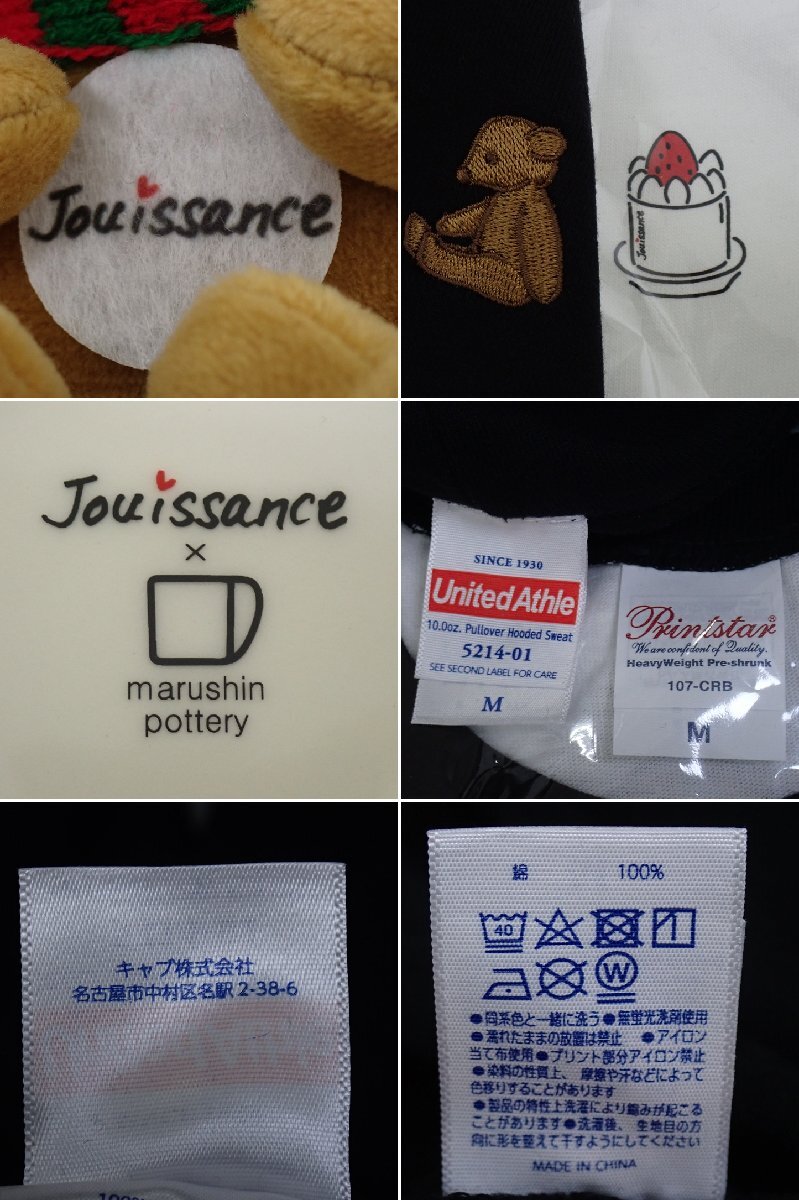 Jouissance
Jouissance
Jouissance
×
marushin
pottery
SINCE 1930
United Athle
10.0oz. Pullover Hooded Sweat
5214-01
SEE SECOND LABEL FOR CARE
M
Printstar®
We are confident of Quality.
HeavyWeight Pre-shrunk
107-CRB
M
キャブ株式会社
名古屋市中村区名駅 2-38-6
100%
綿 100%
40
W
●同系色と一緒に洗う●無蛍光洗剤使用
●濡れたままの放置は禁止 ●アイロン
当て布使用●プリント部分アイロン禁止
●染料の性質上、摩擦や汗などによって
色移りすることがあります
●製品の特性上洗濯により縮みが起こる
ことがあります●洗濯後、生地目の方
向に形を整えて干すようにしてください
MADE IN CHINA